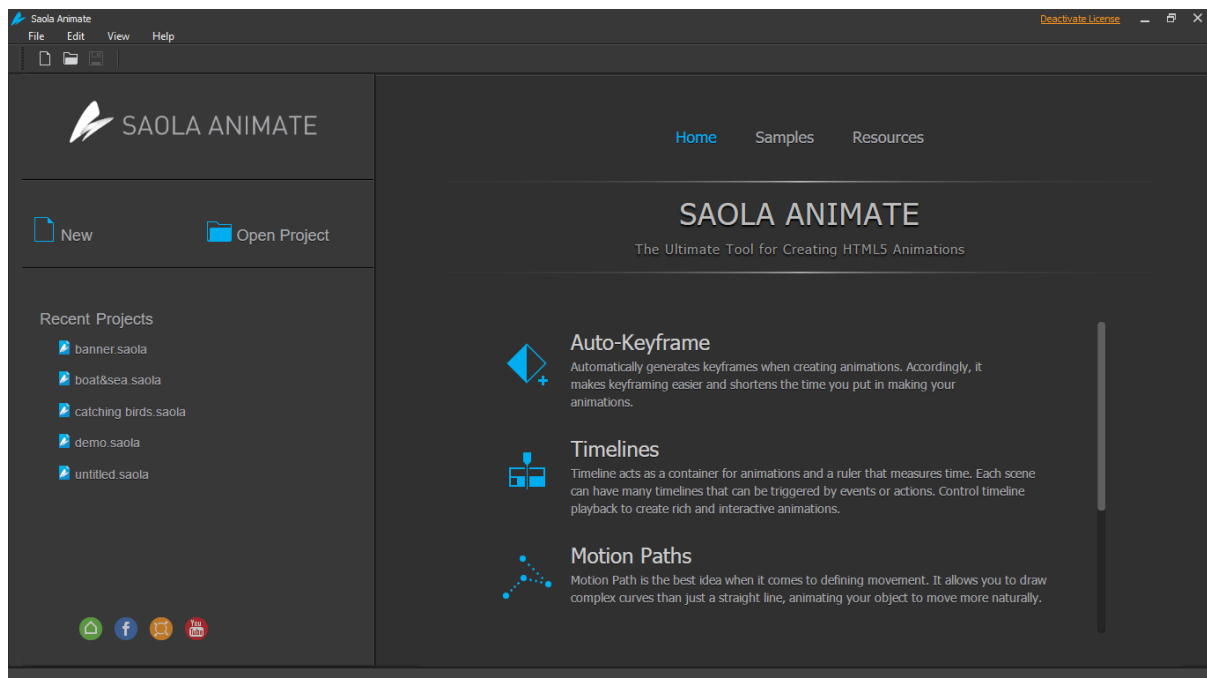 Saola Animate
Deactivate License
File Edit View Help
SAOLA ANIMATE
New
Open Project
Recent Projects
banner.saola
boat&sea.saola
catching birds.saola
demo.saola
untitled.saola
You
Tube
Home Samples Resources
SAOLA ANIMATE
The Ultimate Tool for Creating HTML5 Animations
Auto-Keyframe
Automatically generates keyframes when creating animations. Accordingly, it
makes keyframing easier and shortens the time you put in making your
animations.
Timelines
Timeline acts as a container for animations and a ruler that measures time. Each scene
can have many timelines that can be triggered by events or actions. Control timeline
playback to create rich and interactive animations.
Motion Paths
Motion Path is the best idea when it comes to defining movement. It allows you to draw
complex curves than just a straight line, animating your object to move more naturally.